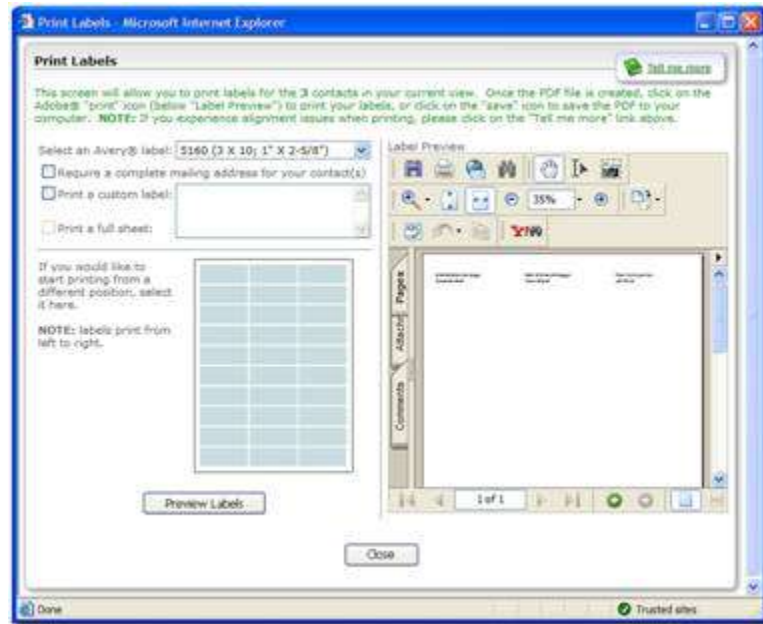 Print Labels - Microsoft Internet Explorer
Print Labels
Tell me more
This screen will allow you to print labels for the 3 contacts in your current view.  Once the PDF file is created, click on the
Adobe® "print" icon (below "Label Preview") to print your labels, or click on the "save" icon to save the PDF to your
computer.  NOTE: If you experience alignment issues when printing, please click on the "Tell me more" link above.
Select an Avery® label: 5160 (3 X 10; 1" X 2-5/8")
Require a complete mailing address for your contact(s)
Print a custom label:
Print a full sheet:
If you would like to
start printing from a
different position, select
it here.
NOTE: labels print from
left to right.
Preview Labels
Label Preview
35%
Pages
Comments
1 of 1
Close
Done
Trusted sites